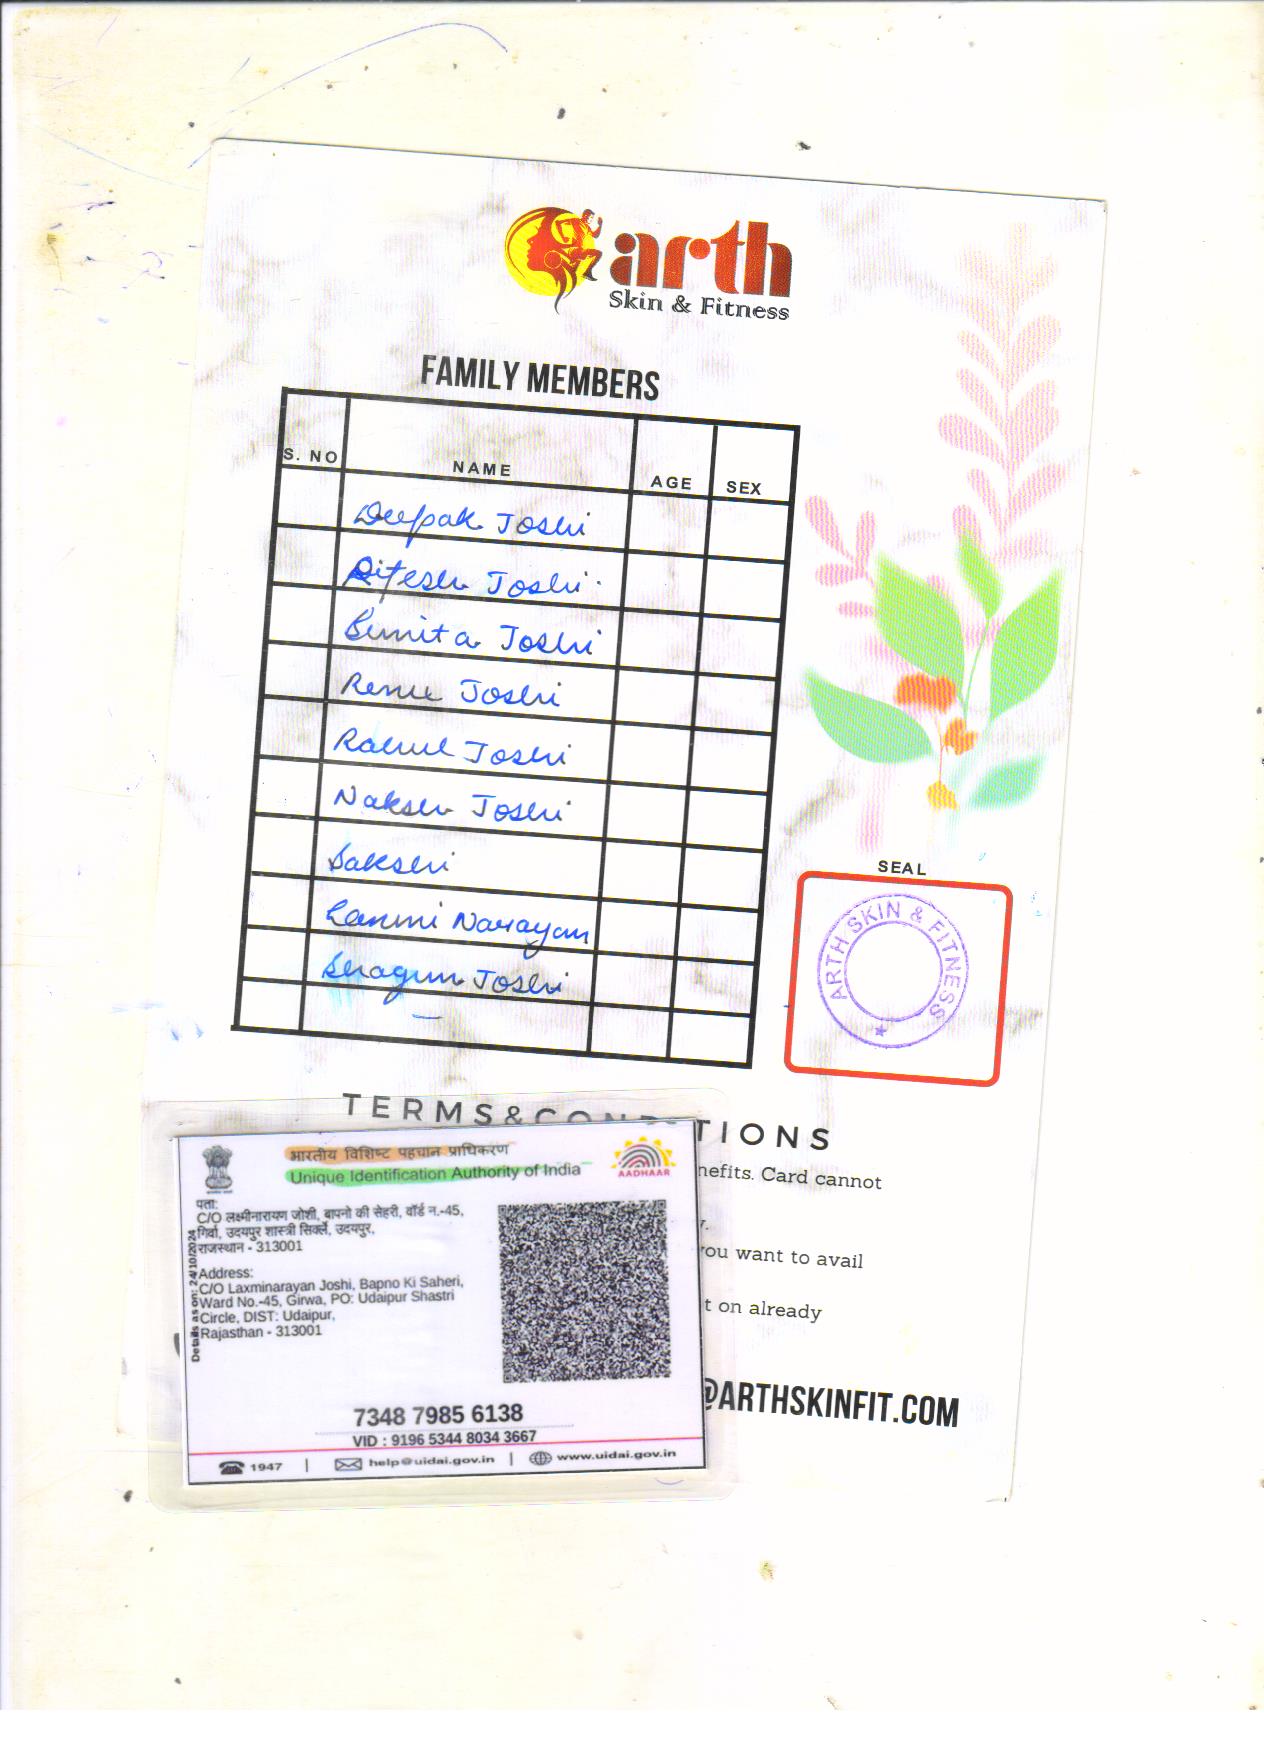 arth
Skin & Fitness
FAMILY MEMBERS
S. NO NAME AGE SEX
Deepak Joshi
Ritesh Joshi
Sunita Joshi
Renu Joshi
Rahul Joshi
Naksh Joshi
Sakshi
Laxmi Narayan
Shagun Joshi
SEAL
ARTH SKIN & FITNESS
TERMS&CONDITIONS
nefits. Card cannot
ou want to avail
t on already
@ARTHSKINFIT.COM
भारतीय विशिष्ट पहचान प्राधिकरण
Unique Identification Authority of India
AADHAAR
पता:
C/O लक्ष्मीनारायण जोशी, बापनो की सेहरी, वॉर्ड न.-45,
गिर्वा, उदयपुर शास्त्री सिर्क्ले, उदयपुर,
राजस्थान - 313001
Address:
C/O Laxminarayan Joshi, Bapno Ki Saheri,
Ward No.-45, Girwa, PO: Udaipur Shastri
Circle, DIST: Udaipur,
Rajasthan - 313001
Details as on: 24/10/2024
7348 7985 6138
VID : 9196 5344 8034 3667
1947 | help@uidai.gov.in | www.uidai.gov.in